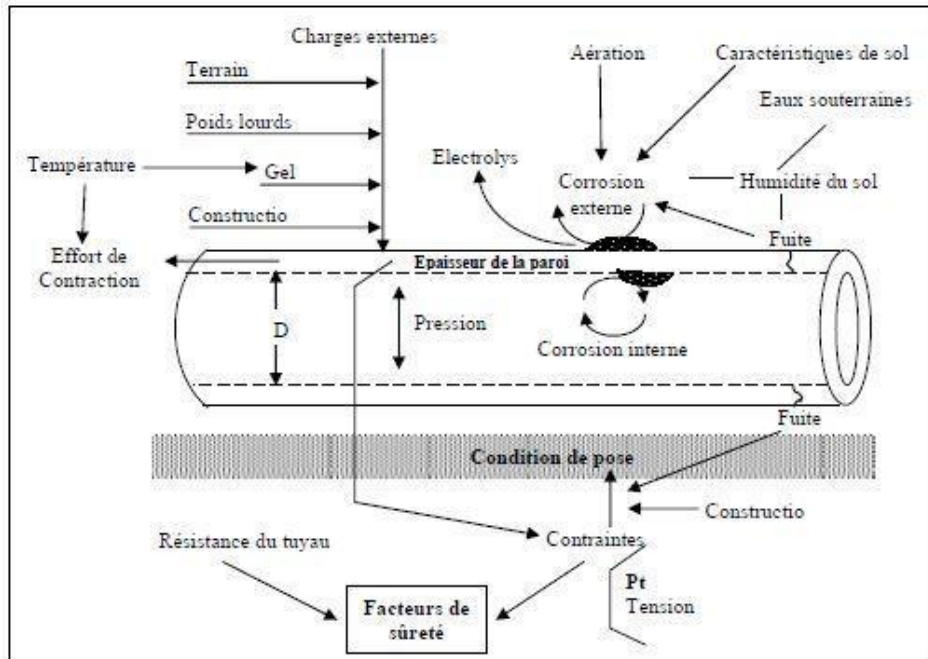 Charges externes
Aération
Caractéristiques de sol
Terrain
Eaux souterraines
Poids lourds
Electrolys
Température
Gel
Corrosion
externe
Humidité du sol
Constructio
Fuite
Effort de
Contraction
Epaisseur de la paroi
D
Pression
Corrosion interne
Fuite
Condition de pose
Constructio
Résistance du tuyau
Contraintes
Pt
Tension
Facteurs de
sûreté